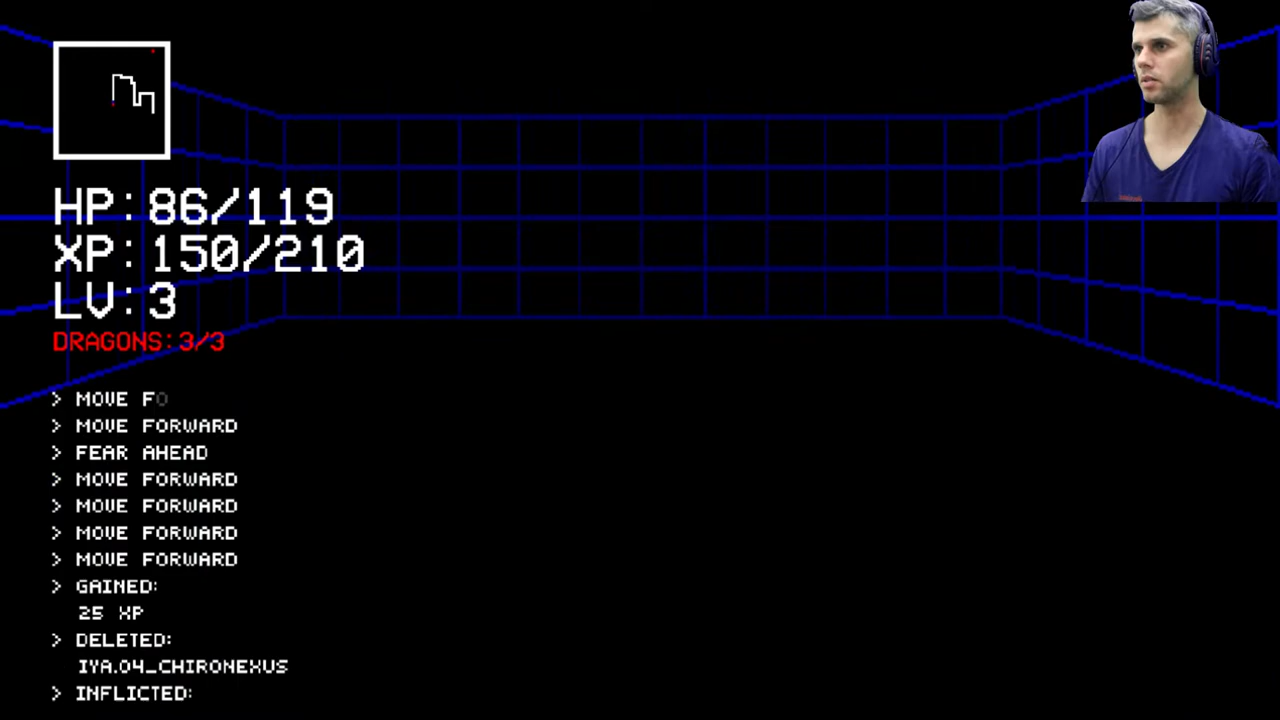 HP:86/119
XP:150/210
LV:3
DRAGONS:3/3
> MOVE FO
> MOVE FORWARD
> FEAR AHEAD
> MOVE FORWARD
> MOVE FORWARD
> MOVE FORWARD
> MOVE FORWARD
> GAINED:
25 XP
> DELETED:
IYA.04_CHIRONEXUS
> INFLICTED: